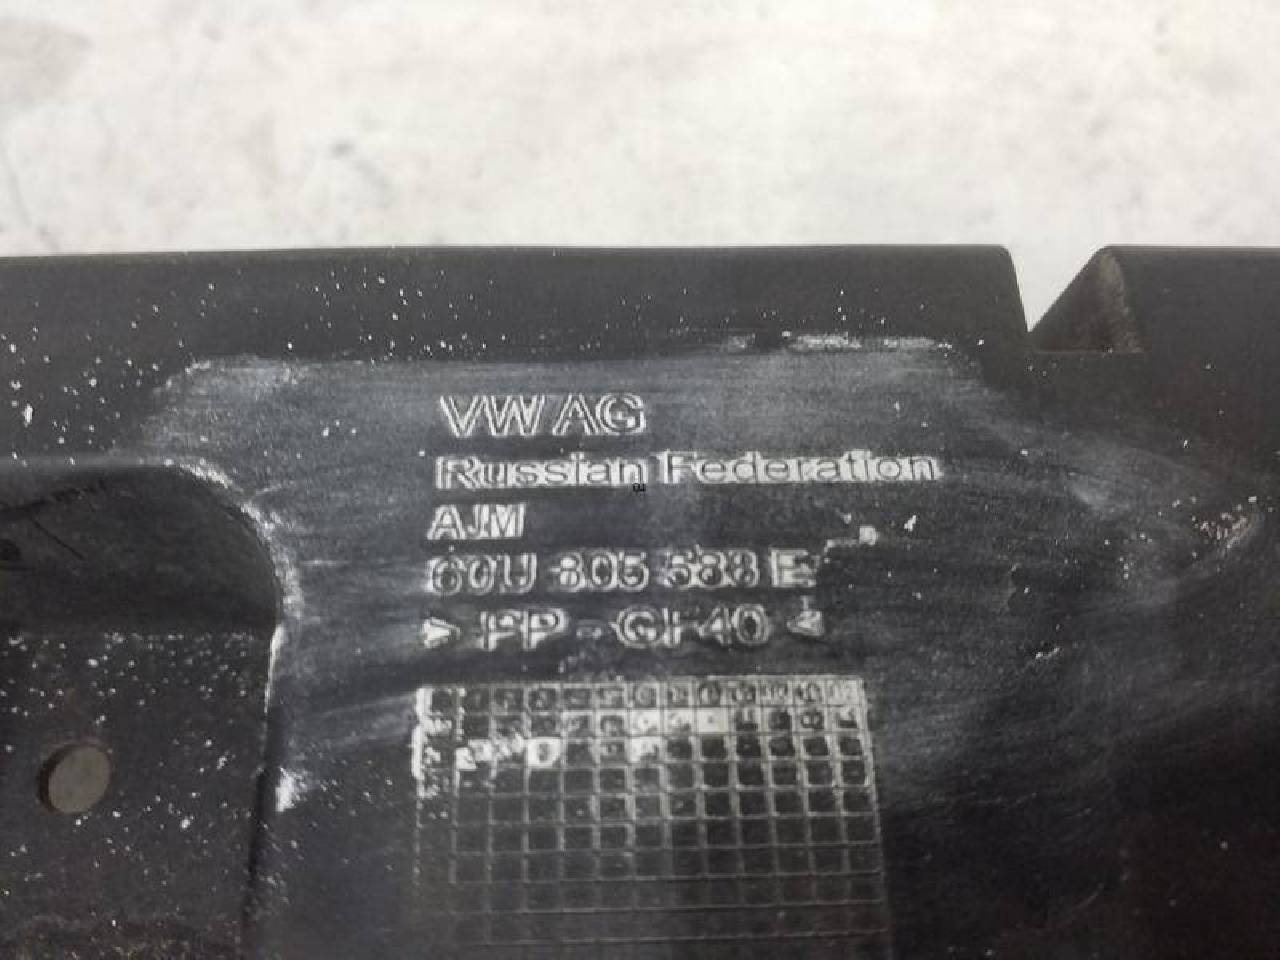 VW AG
Russian Federation
AJM
60U 805 588 E
> PP - GF40 <